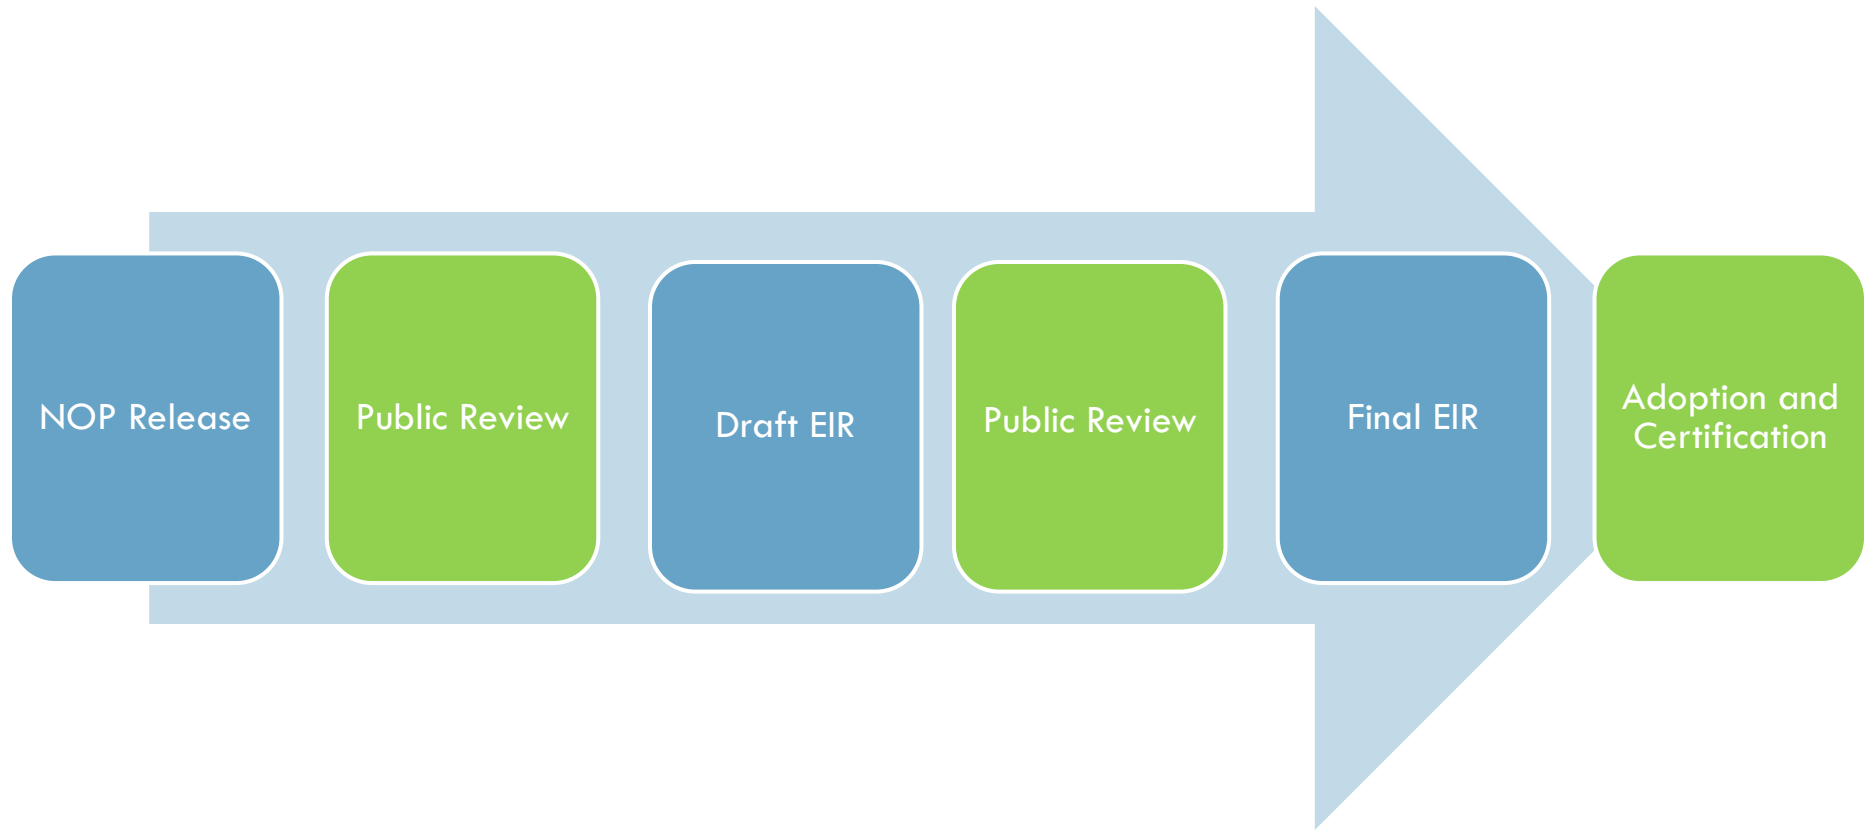 NOP Release
Public Review
Draft EIR
Public Review
Final EIR
Adoption and
Certification